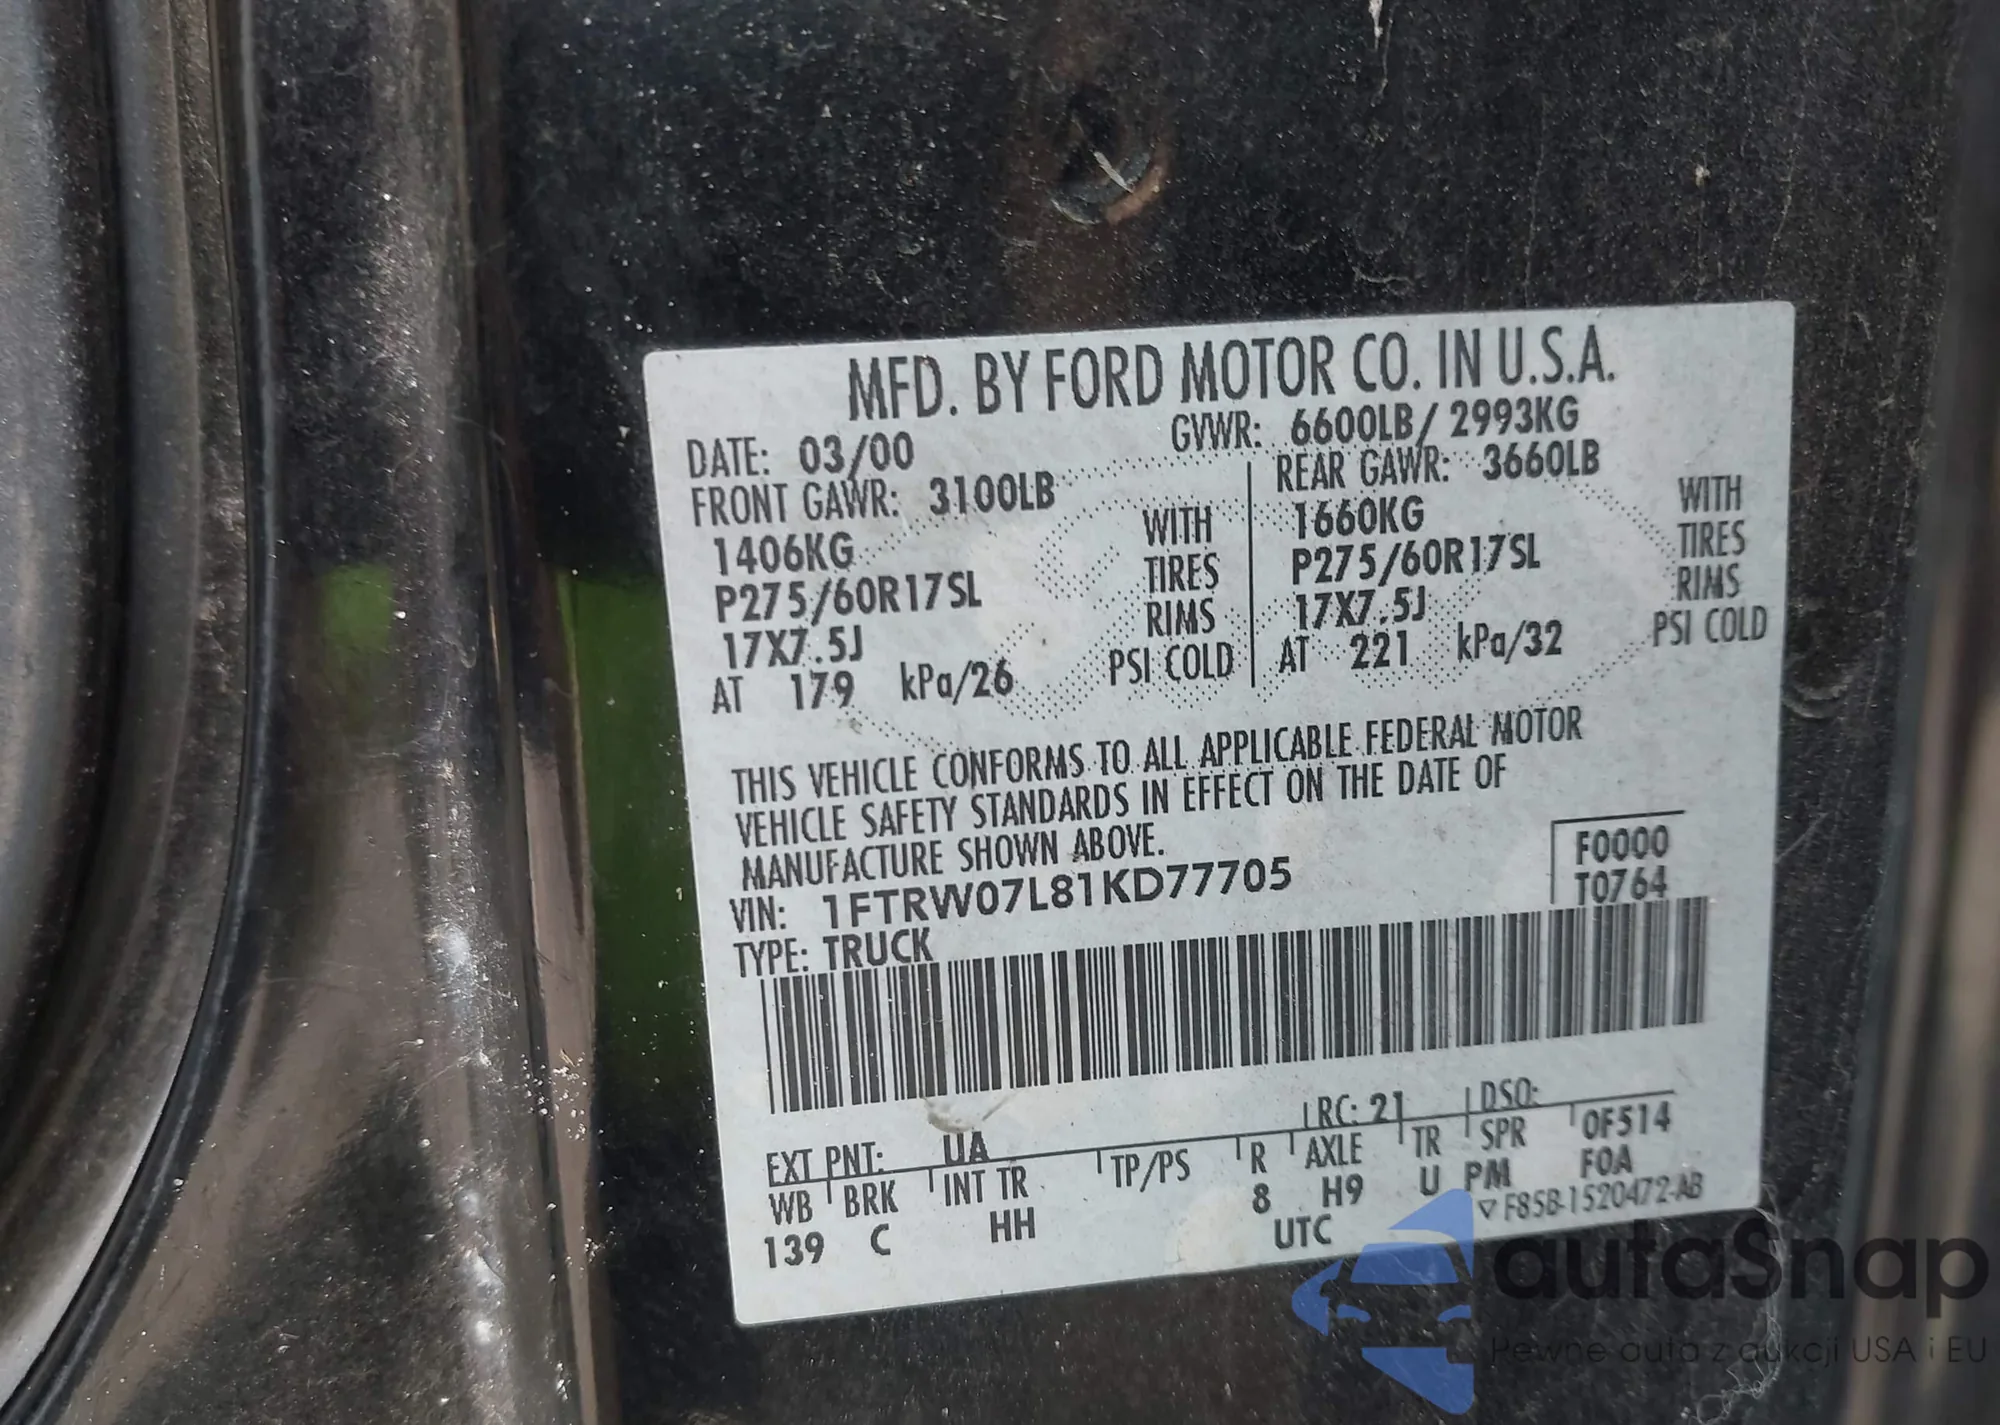 MFD. BY FORD MOTOR CO. IN U.S.A.
DATE: 03/00 GVWR: 6600LB/ 2993KG
FRONT GAWR: 3100LB REAR GAWR: 3660LB
1406KG WITH 1660KG WITH
P275/60R17SL TIRES P275/60R17SL TIRES
17X7.5J RIMS 17X7.5J RIMS
AT 179 kPa/26 PSI COLD AT 221 kPa/32 PSI COLD
THIS VEHICLE CONFORMS TO ALL APPLICABLE FEDERAL MOTOR
VEHICLE SAFETY STANDARDS IN EFFECT ON THE DATE OF
MANUFACTURE SHOWN ABOVE.
VIN: 1FTRW07L81KD77705 F0000
TYPE: TRUCK T0764
EXT PNT: UA RC: 21 DSO:
WB BRK INT TR TP/PS R AXLE TR SPR 0F514
139 C HH 8 H9 U PM F0A
UTC ▽ F85B-1520472-AB
autaSnap
Pewne auta z aukcji USA i EU